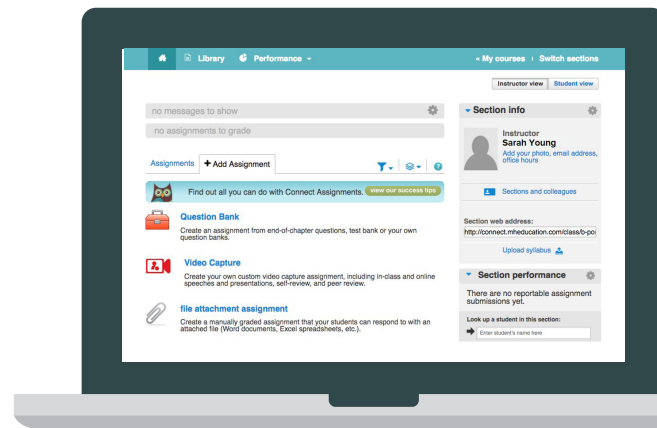 Library Performance « My courses | Switch sections
Instructor view Student view
no messages to show
no assignments to grade
Assignments + Add Assignment
Find out all you can do with Connect Assignments. view our success tips
Question Bank
Create an assignment from end-of-chapter questions, test bank or your own
question banks.
Video Capture
Create your own custom video capture assignment, including in-class and online
speeches and presentations, self-review, and peer review.
file attachment assignment
Create a manually graded assignment that your students can respond to with an
attached file (Word documents, Excel spreadsheets, etc.).
Section info
Instructor
Sarah Young
Add your photo, email address,
office hours
Sections and colleagues
Section web address:
http://connect.mheducation.com/class/b-po
Upload syllabus
Section performance
There are no reportable assignment
submissions yet.
Look up a student in this section:
Enter student's name here